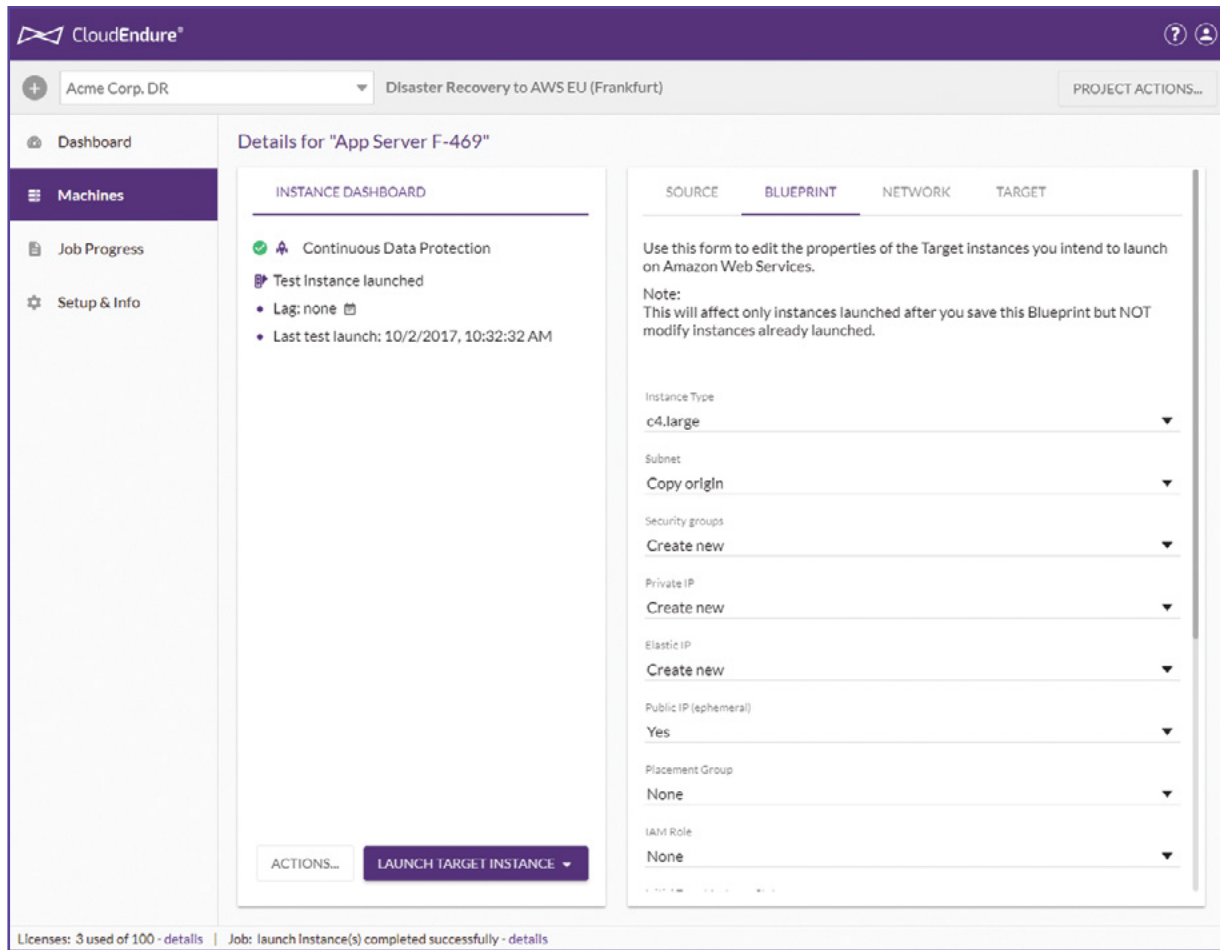 CloudEndure®
?
Acme Corp. DR
Disaster Recovery to AWS EU (Frankfurt)
PROJECT ACTIONS...
Dashboard
Machines
Job Progress
Setup & Info
Details for "App Server F-469"
INSTANCE DASHBOARD
Continuous Data Protection
Test instance launched
• Lag: none
• Last test launch: 10/2/2017, 10:32:32 AM
ACTIONS...
LAUNCH TARGET INSTANCE
SOURCE BLUEPRINT NETWORK TARGET
Use this form to edit the properties of the Target instances you intend to launch
on Amazon Web Services.
Note:
This will affect only instances launched after you save this Blueprint but NOT
modify instances already launched.
Instance Type
c4.large
Subnet
Copy origin
Security groups
Create new
Private IP
Create new
Elastic IP
Create new
Public IP (ephemeral)
Yes
Placement Group
None
IAM Role
None
Licenses: 3 used of 100 - details | Job: launch instance(s) completed successfully - details